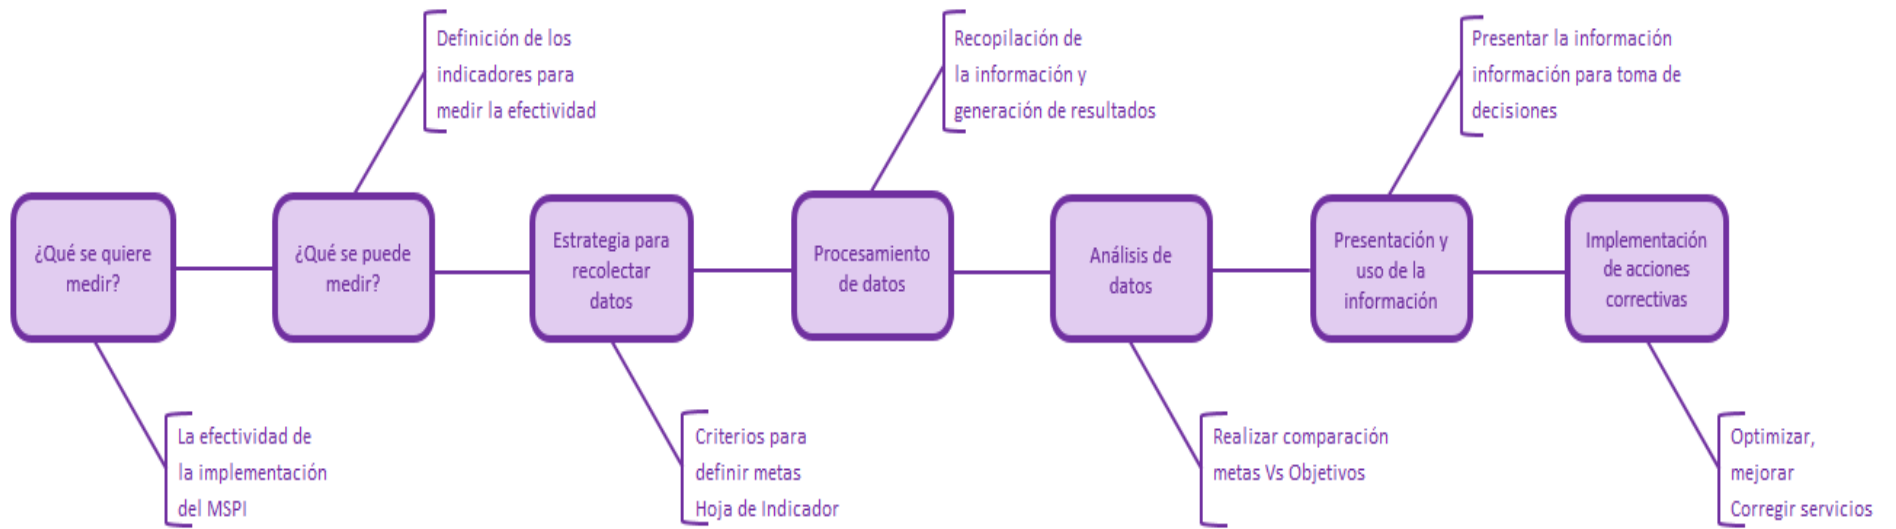 Definición de los
indicadores para
medir la efectividad
Recopilación de
la información y
generación de resultados
Presentar la información
información para toma de
decisiones
¿Qué se quiere
medir?
¿Qué se puede
medir?
Estrategia para
recolectar
datos
Procesamiento
de datos
Análisis de
datos
Presentación y
uso de la
información
Implementación
de acciones
correctivas
La efectividad de
la implementación
del MSPI
Criterios para
definir metas
Hoja de Indicador
Realizar comparación
metas Vs Objetivos
Optimizar,
mejorar
Corregir servicios